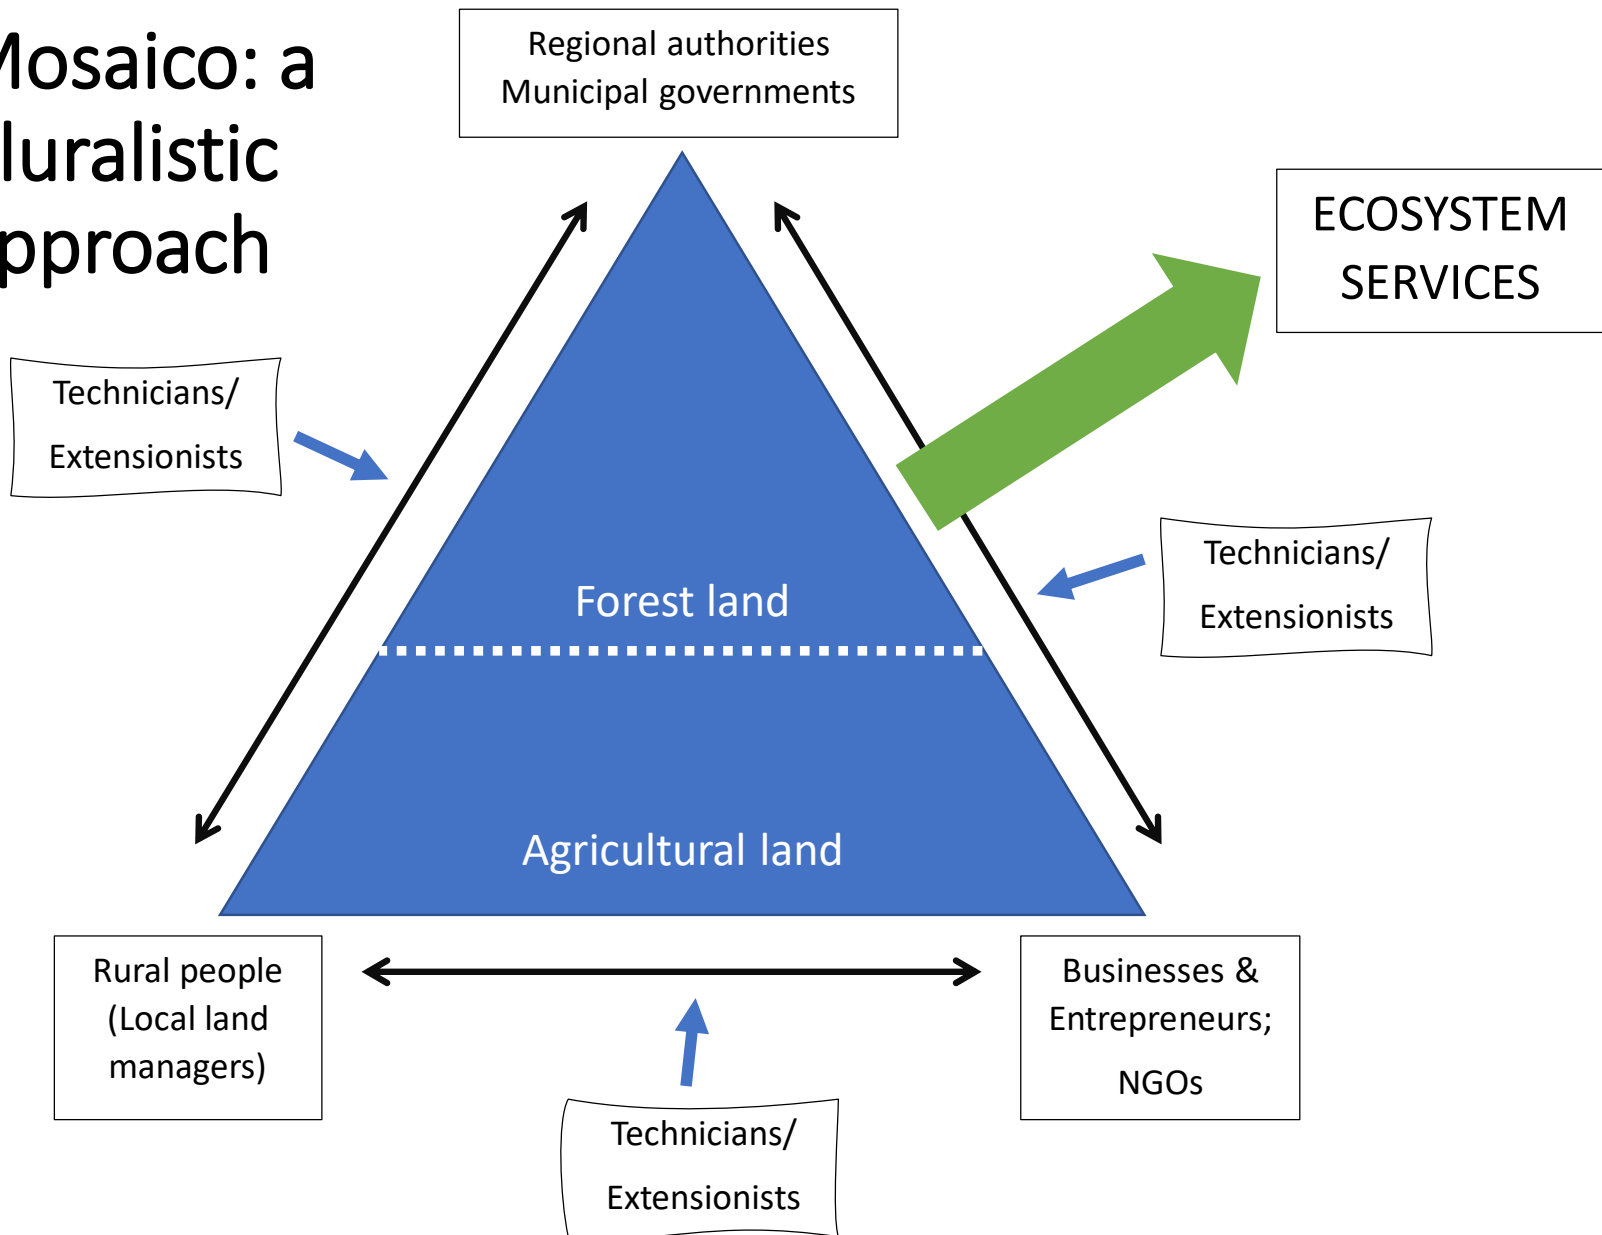 Mosaico: a
luralistic
pproach
Regional authorities
Municipal governments
ECOSYSTEM
SERVICES
Technicians/
Extensionists
Technicians/
Extensionists
Forest land
Agricultural land
Rural people
(Local land
managers)
Businesses &
Entrepreneurs;
NGOs
Technicians/
Extensionists